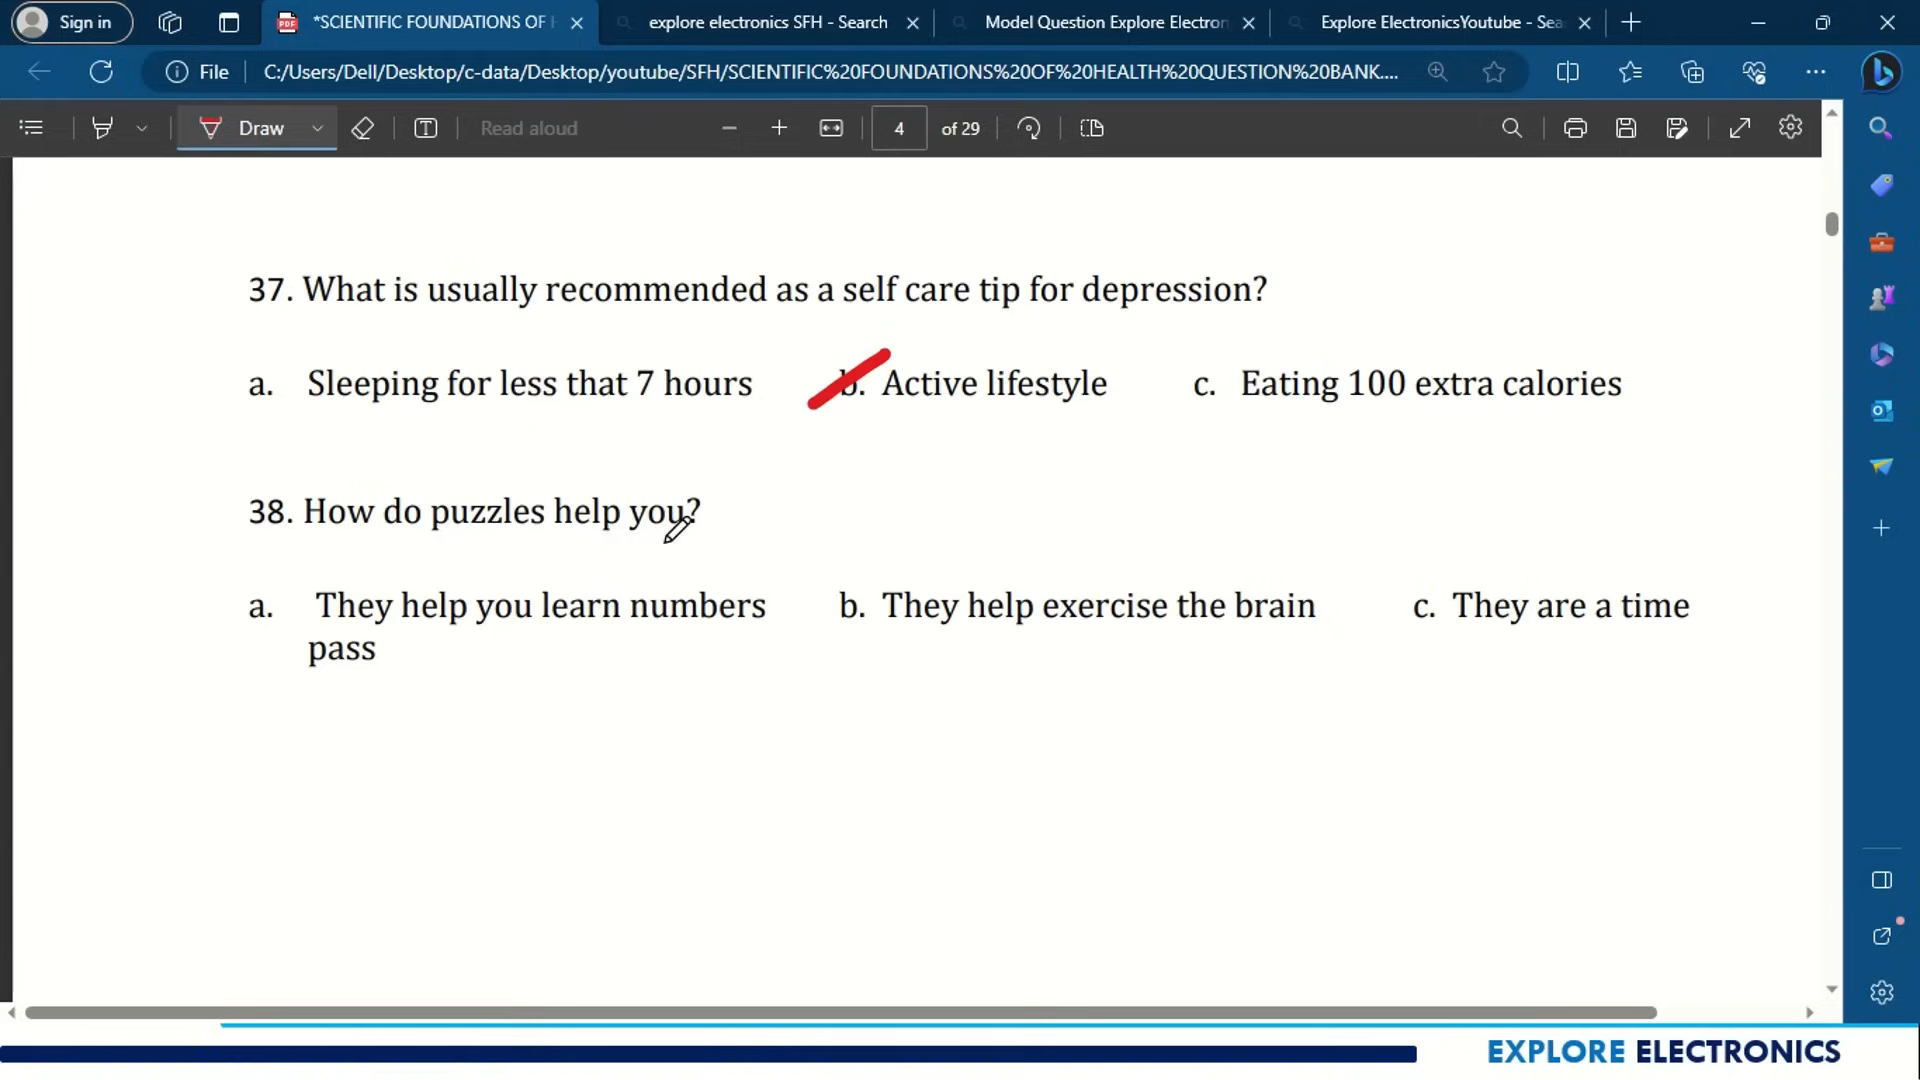 Sign in
*SCIENTIFIC FOUNDATIONS OF H
explore electronics SFH - Search
Model Question Explore Electron
Explore ElectronicsYoutube - Sea
File
C:/Users/Dell/Desktop/c-data/Desktop/youtube/SFH/SCIENTIFIC%20FOUNDATIONS%20OF%20HEALTH%20QUESTION%20BANK....
Draw
Read aloud
4 of 29
37. What is usually recommended as a self care tip for depression?
a. Sleeping for less that 7 hours b. Active lifestyle c. Eating 100 extra calories
38. How do puzzles help you?
a. They help you learn numbers b. They help exercise the brain c. They are a time
pass
EXPLORE ELECTRONICS